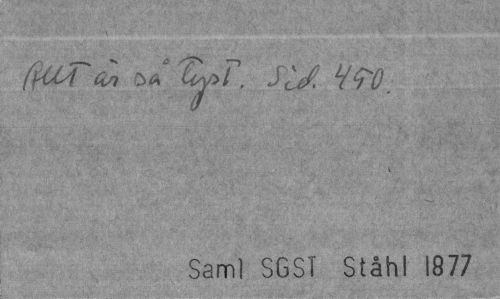 Allt är så tyst. Sid. 450.
Saml SGST Ståhl 1877